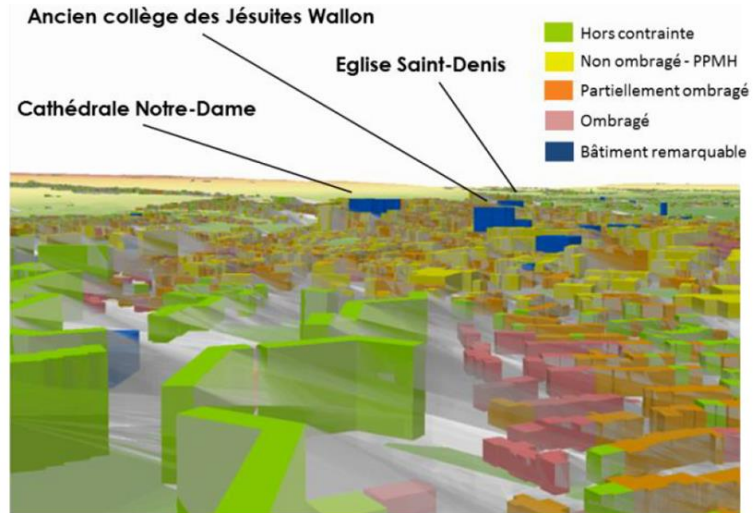 Ancien collège des Jésuites Wallon
Eglise Saint-Denis
Cathédrale Notre-Dame
Hors contrainte
Non ombragé - PPMH
Partiellement ombragé
Ombragé
Bâtiment remarquable